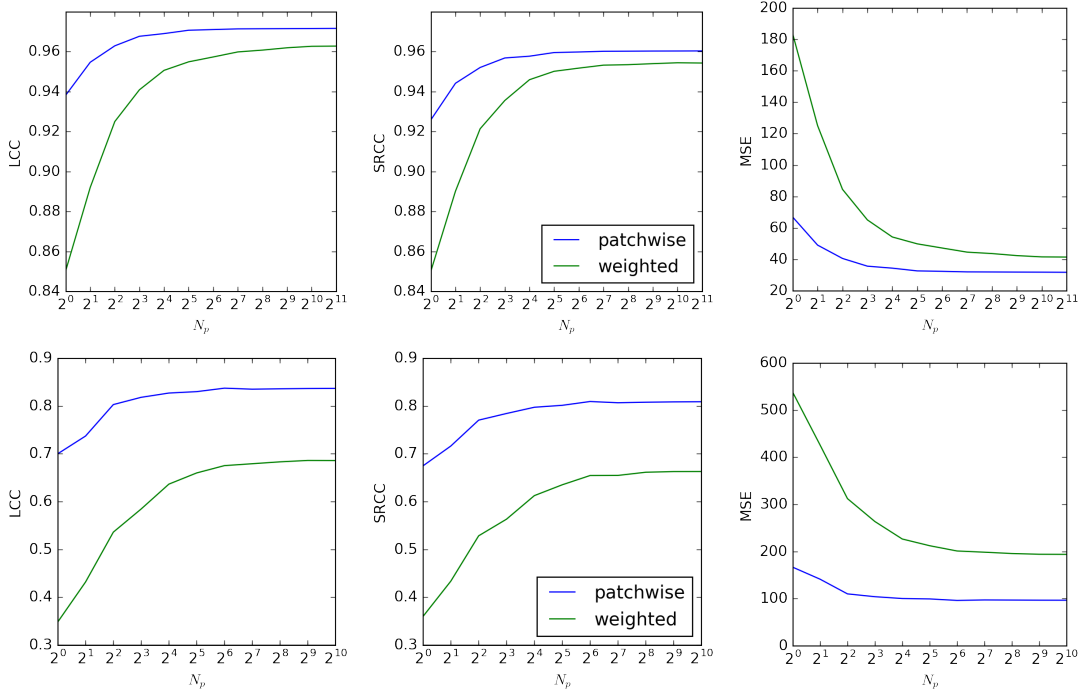 LCC
0.96
0.94
0.92
0.90
0.88
0.86
0.84
2^0 2^1 2^2 2^3 2^4 2^5 2^6 2^7 2^8 2^9 2^10 2^11
N_p
SRCC
0.96
0.94
0.92
0.90
0.88
0.86
0.84
patchwise
weighted
2^0 2^1 2^2 2^3 2^4 2^5 2^6 2^7 2^8 2^9 2^10 2^11
N_p
MSE
200
180
160
140
120
100
80
60
40
20
2^0 2^1 2^2 2^3 2^4 2^5 2^6 2^7 2^8 2^9 2^10 2^11
N_p
LCC
0.9
0.8
0.7
0.6
0.5
0.4
0.3
2^0 2^1 2^2 2^3 2^4 2^5 2^6 2^7 2^8 2^9 2^10
N_p
SRCC
0.9
0.8
0.7
0.6
0.5
0.4
0.3
patchwise
weighted
2^0 2^1 2^2 2^3 2^4 2^5 2^6 2^7 2^8 2^9 2^10
N_p
MSE
600
500
400
300
200
100
0
2^0 2^1 2^2 2^3 2^4 2^5 2^6 2^7 2^8 2^9 2^10
N_p